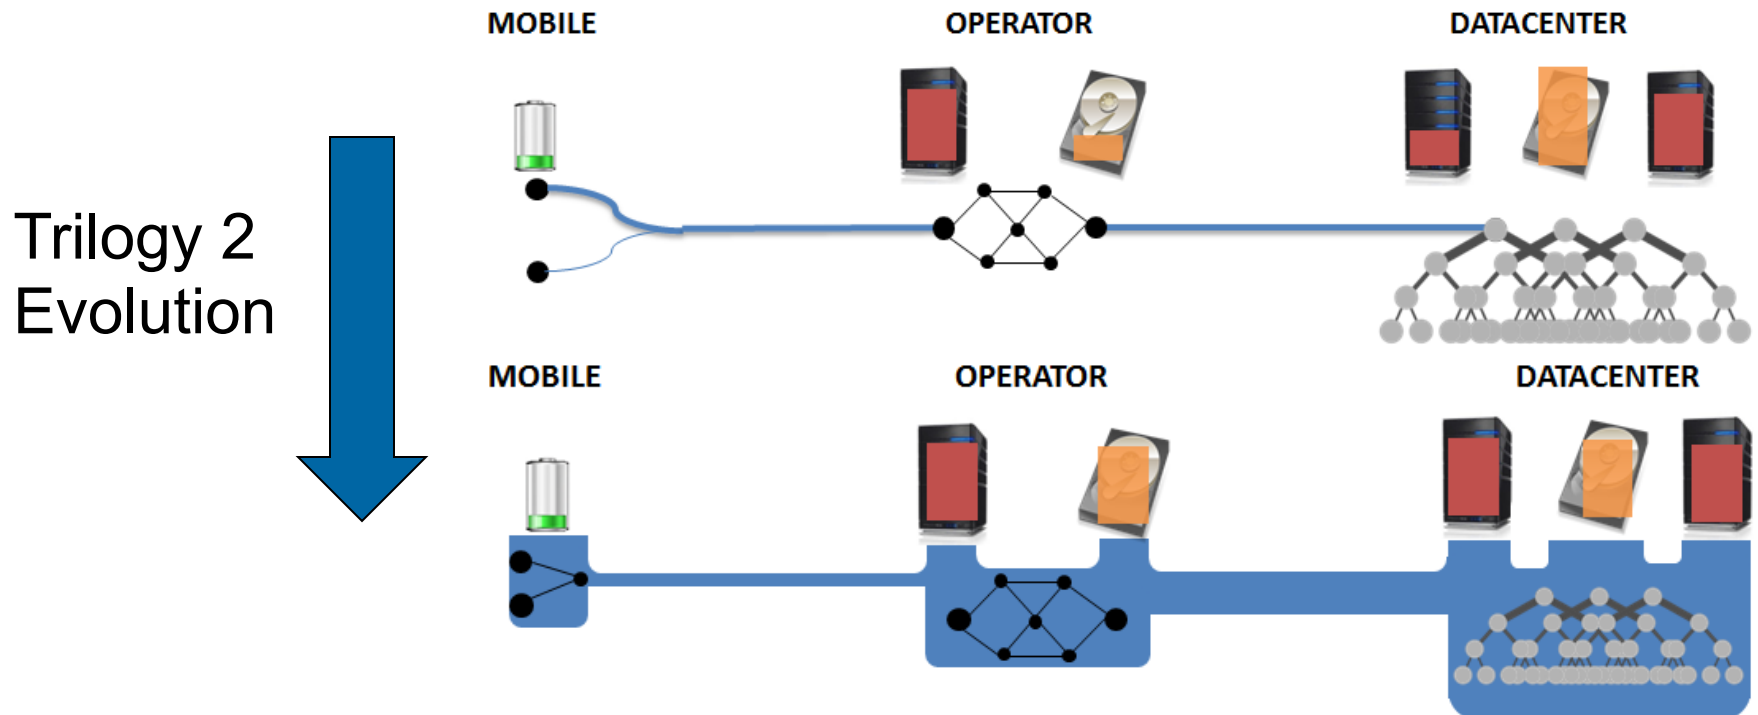 MOBILE
OPERATOR
DATACENTER
Trilogy 2
Evolution
MOBILE
OPERATOR
DATACENTER